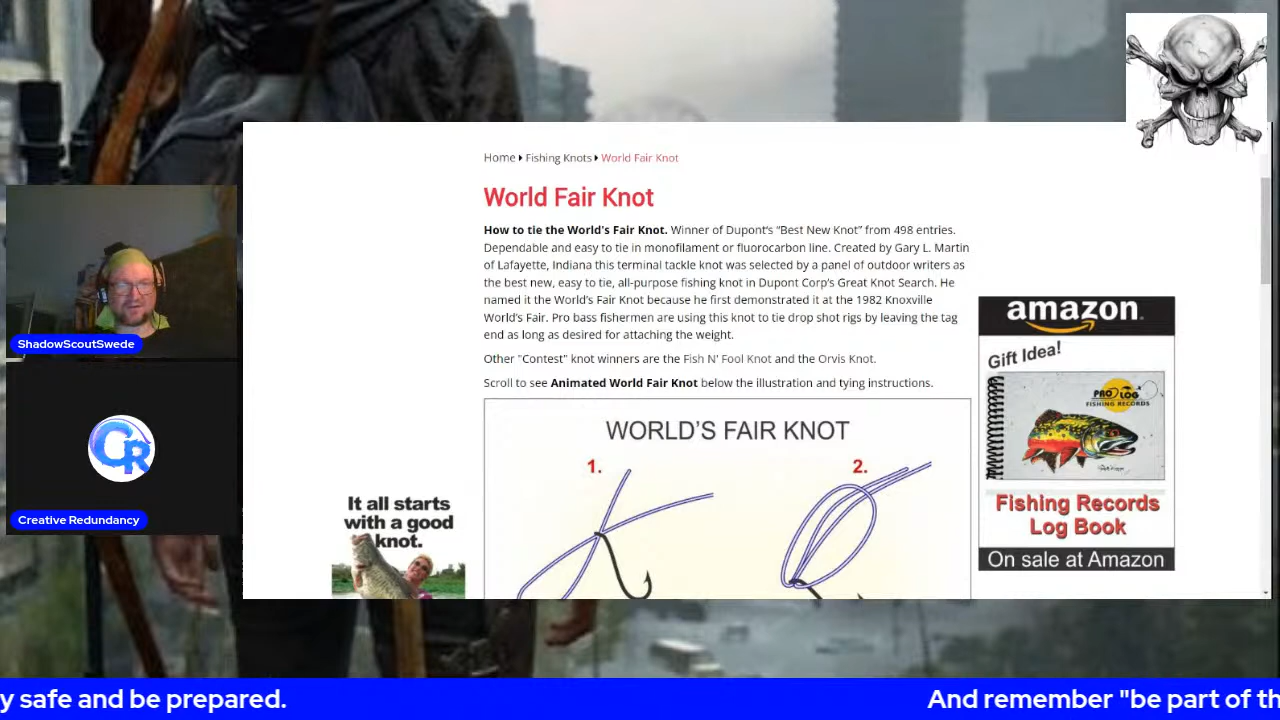 Home Fishing Knots World Fair Knot
World Fair Knot
How to tie the World's Fair Knot. Winner of Dupont's “Best New Knot” from 498 entries.
Dependable and easy to tie in monofilament or fluorocarbon line. Created by Gary L. Martin
of Lafayette, Indiana this terminal tackle knot was selected by a panel of outdoor writers as
the best new, easy to tie, all-purpose fishing knot in Dupont Corp's Great Knot Search. He
named it the World's Fair Knot because he first demonstrated it at the 1982 Knoxville
World's Fair. Pro bass fishermen are using this knot to tie drop shot rigs by leaving the tag
end as long as desired for attaching the weight.
Other "Contest" knot winners are the Fish N' Fool Knot and the Orvis Knot.
Scroll to see Animated World Fair Knot below the illustration and tying instructions.
WORLD'S FAIR KNOT
1. 2.
It all starts
with a good
knot.
amazon
Gift Idea!
PRO LOG
FISHING RECORDS
Fishing Records
Log Book
On sale at Amazon
ShadowScoutSwede
CR
Creative Redundancy
y safe and be prepared. And remember "be part of th